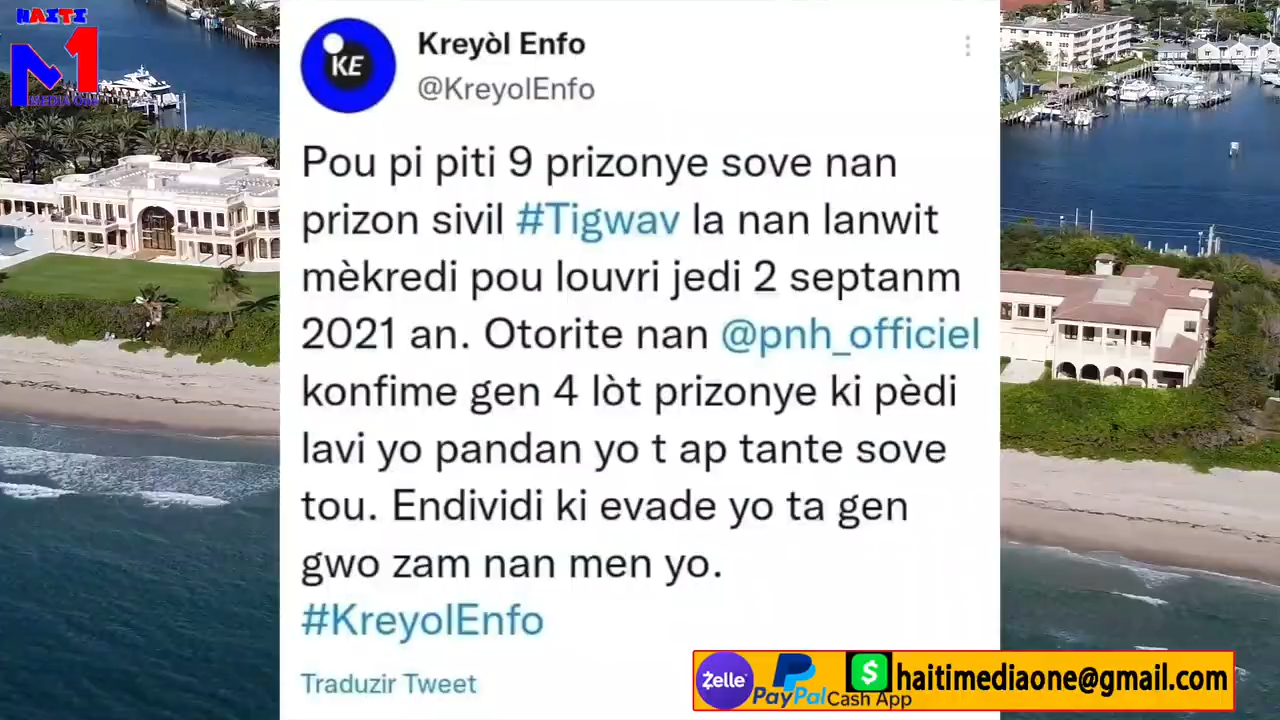 HAITI
M1
MEDIA ONE
KE
Kreyòl Enfo
@KreyolEnfo
Pou pi piti 9 prizonye sove nan
prizon sivil #Tigwav la nan lanwit
mèkredi pou louvri jedi 2 septanm
2021 an. Otorite nan @pnh_officiel
konfime gen 4 lòt prizonye ki pèdi
lavi yo pandan yo t ap tante sove
tou. Endividi ki evade yo ta gen
gwo zam nan men yo.
#KreyolEnfo
Traduzir Tweet
Zelle
PayPal
$
Cash App
haitimediaone@gmail.com